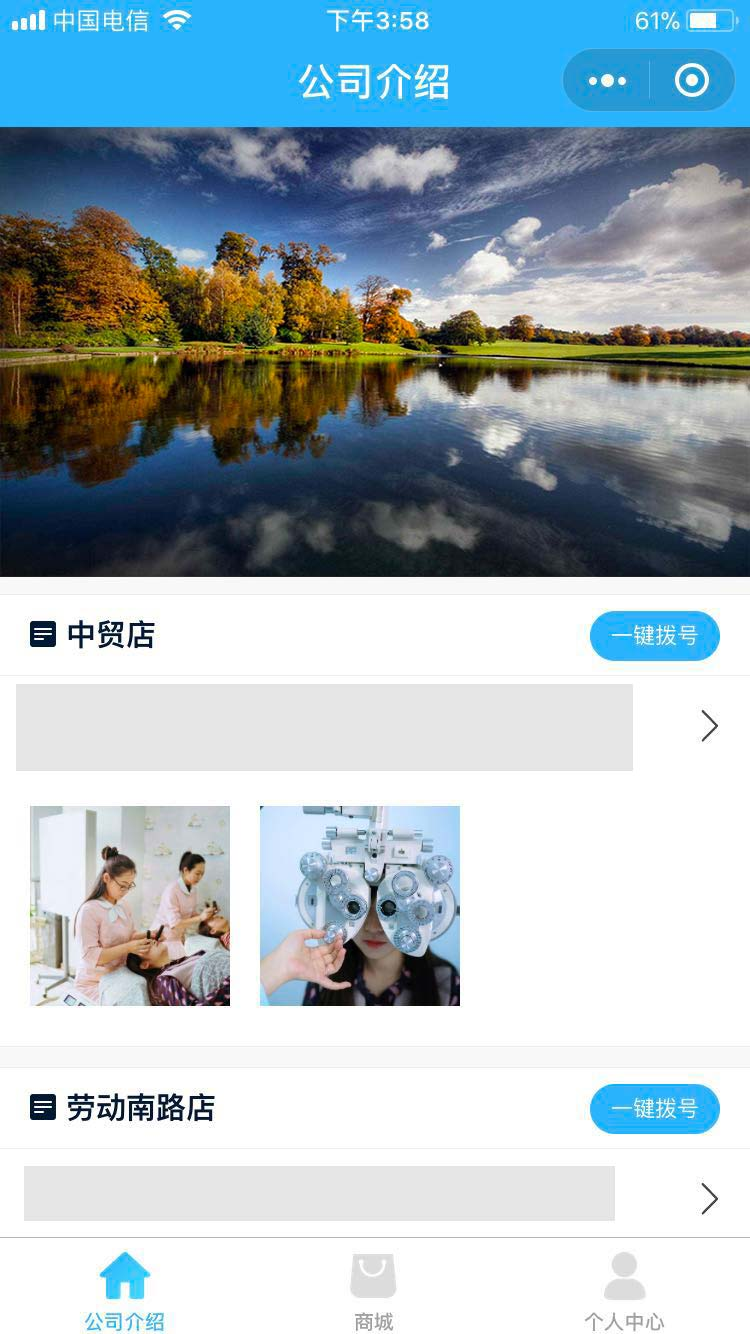 中国电信
下午3:58
61%
公司介绍
中贸店
一键拨号
劳动南路店
一键拨号
公司介绍
商城
个人中心